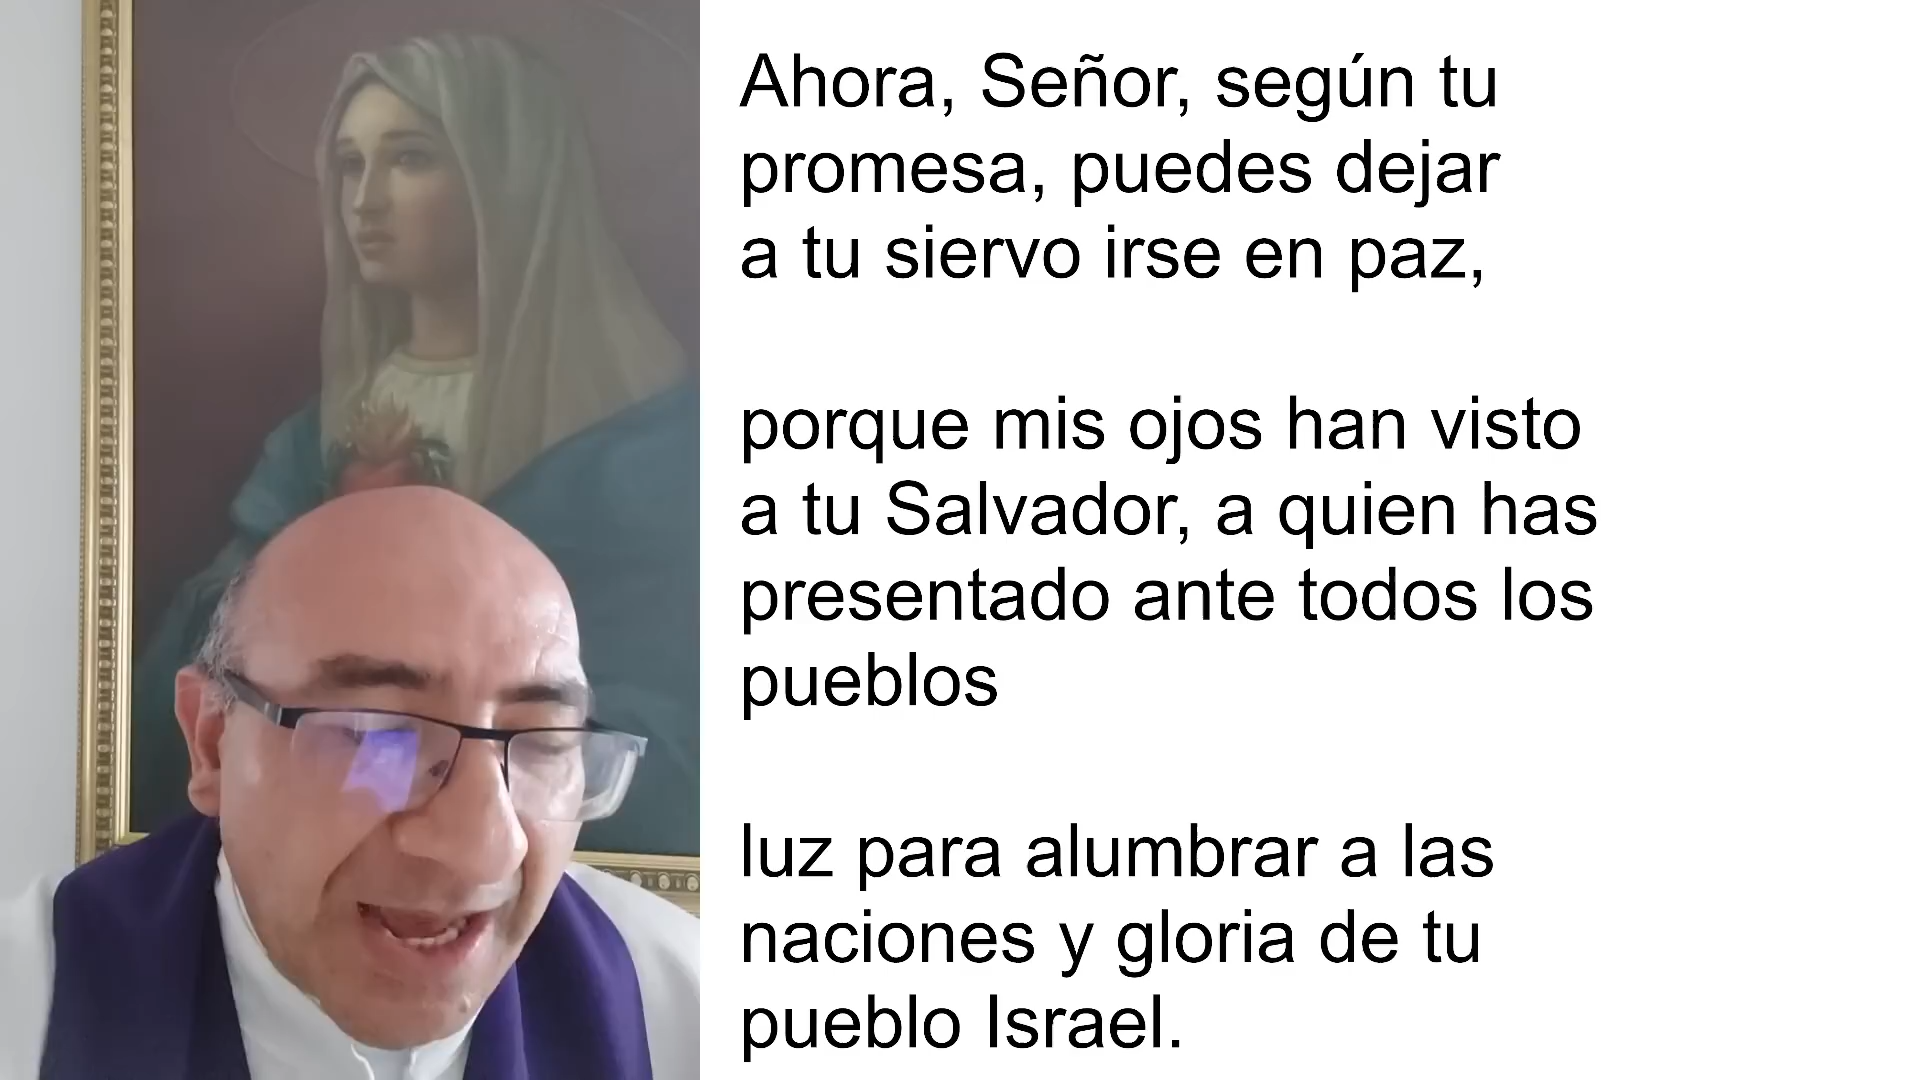 Ahora, Señor, según tu
promesa, puedes dejar
a tu siervo irse en paz,
porque mis ojos han visto
a tu Salvador, a quien has
presentado ante todos los
pueblos
luz para alumbrar a las
naciones y gloria de tu
pueblo Israel.